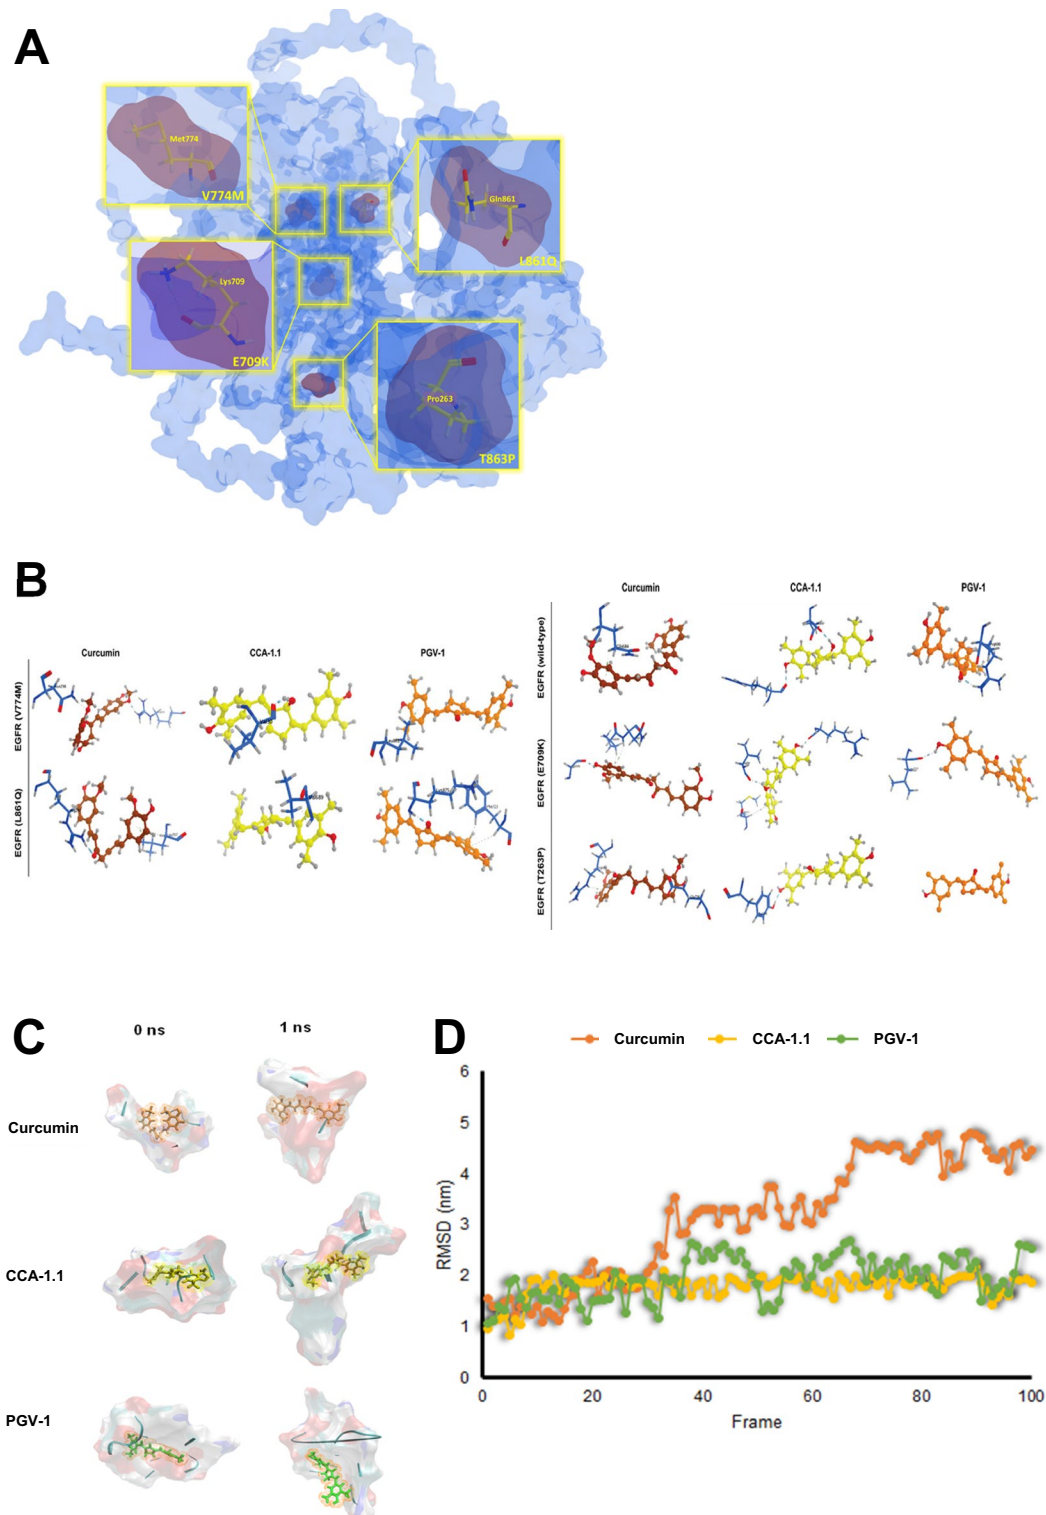 A
Met774
V774M
Gln861
L861Q
Lys709
E709K
Pro263
T863P
B
Curcumin
CCA-1.1
PGV-1
EGFR (V774M)
EGFR (L861Q)
Curcumin
CCA-1.1
PGV-1
EGFR (wild-type)
EGFR (E709K)
EGFR (T263P)
C
0 ns
1 ns
Curcumin
CCA-1.1
PGV-1
D
Curcumin
CCA-1.1
PGV-1
RMSD (nm)
6
5
4
3
2
1
0
0
20
40
60
80
100
Frame